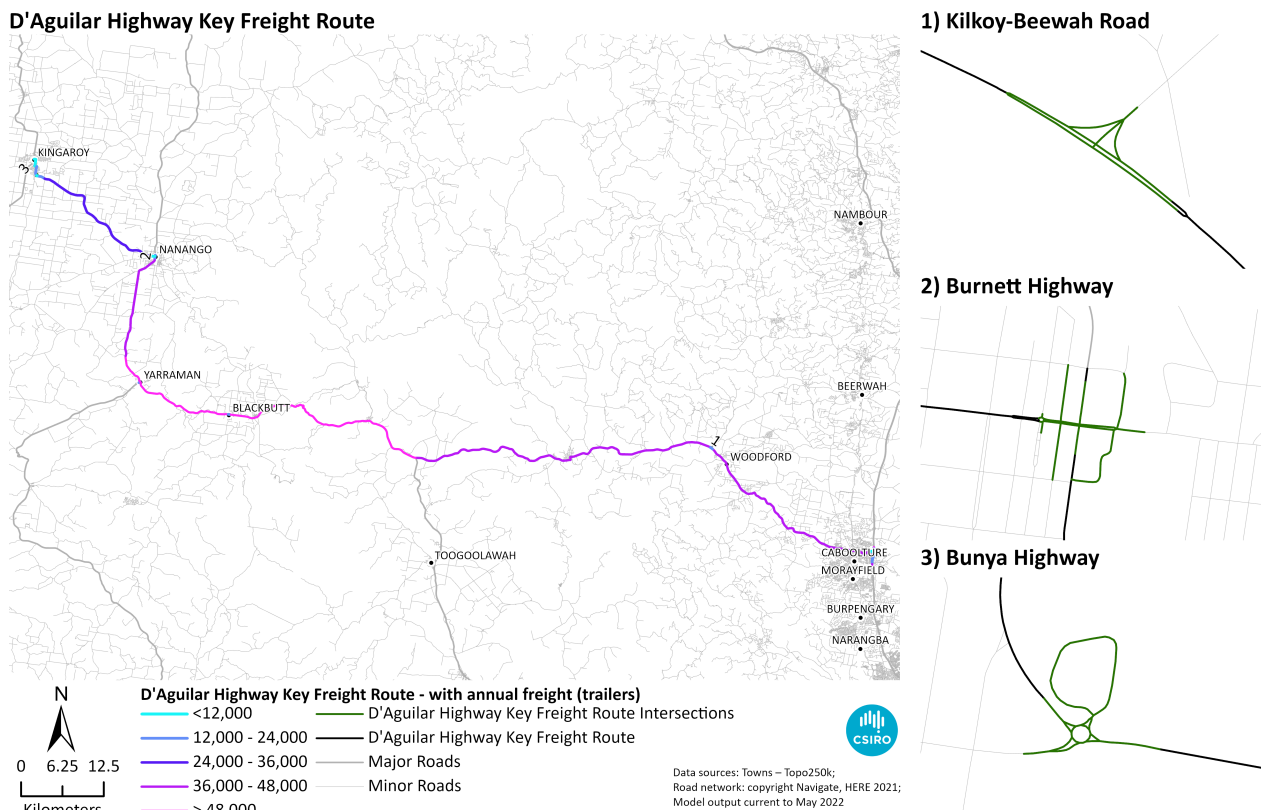 D'Aguilar Highway Key Freight Route
KINGAROY
3
NANANGO
2
NAMBOUR
YARRAMAN
BEERWAH
BLACKBUTT
1
WOODFORD
CABOOLTURE
TOOGOOLAWAH
MORAYFIELD
BURPENGARY
NARANGBA
1) Kilkoy-Beewah Road
2) Burnett Highway
3) Bunya Highway
N
0 6.25 12.5
Kilometers
D'Aguilar Highway Key Freight Route - with annual freight (trailers)
<12,000
12,000 - 24,000
24,000 - 36,000
36,000 - 48,000
> 48,000
D'Aguilar Highway Key Freight Route Intersections
D'Aguilar Highway Key Freight Route
Major Roads
Minor Roads
CSIRO
Data sources: Towns – Topo250k;
Road network: copyright Navigate, HERE 2021;
Model output current to May 2022